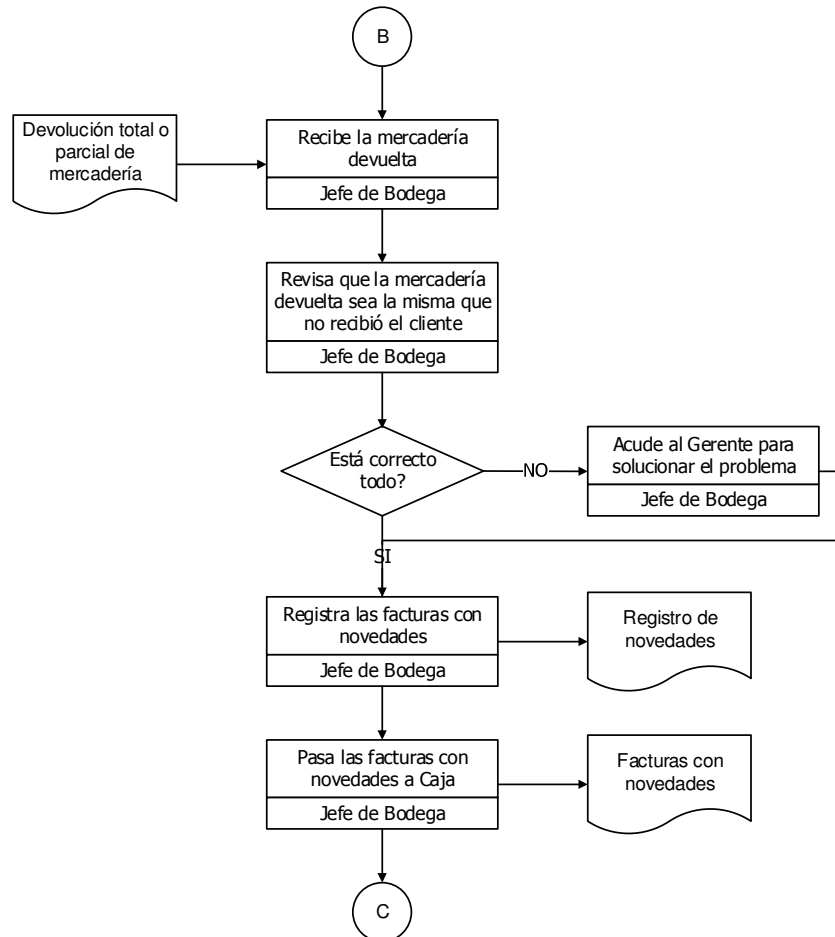 B
Devolución total o
parcial de
mercadería
Recibe la mercadería
devuelta
Jefe de Bodega
Revisa que la mercadería
devuelta sea la misma que
no recibió el cliente
Jefe de Bodega
Está correcto
todo?
NO
Acude al Gerente para
solucionar el problema
Jefe de Bodega
SI
Registra las facturas con
novedades
Jefe de Bodega
Registro de
novedades
Pasa las facturas con
novedades a Caja
Jefe de Bodega
Facturas con
novedades
C